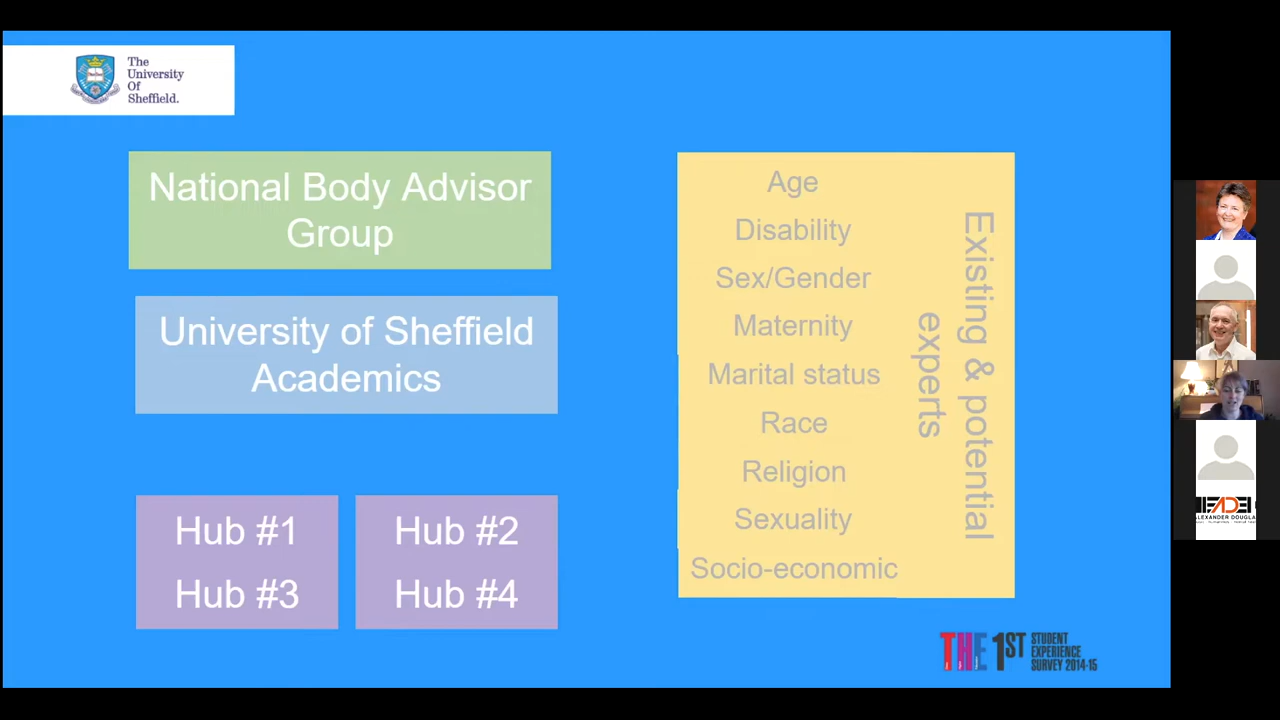 The
University
Of
Sheffield.
National Body Advisor
Group
University of Sheffield
Academics
Hub #1
Hub #3
Hub #2
Hub #4
Age
Disability
Sex/Gender
Maternity
Marital status
Race
Religion
Sexuality
Socio-economic
Existing & potential
experts
THE 1ST STUDENT
EXPERIENCE
SURVEY 2014-15